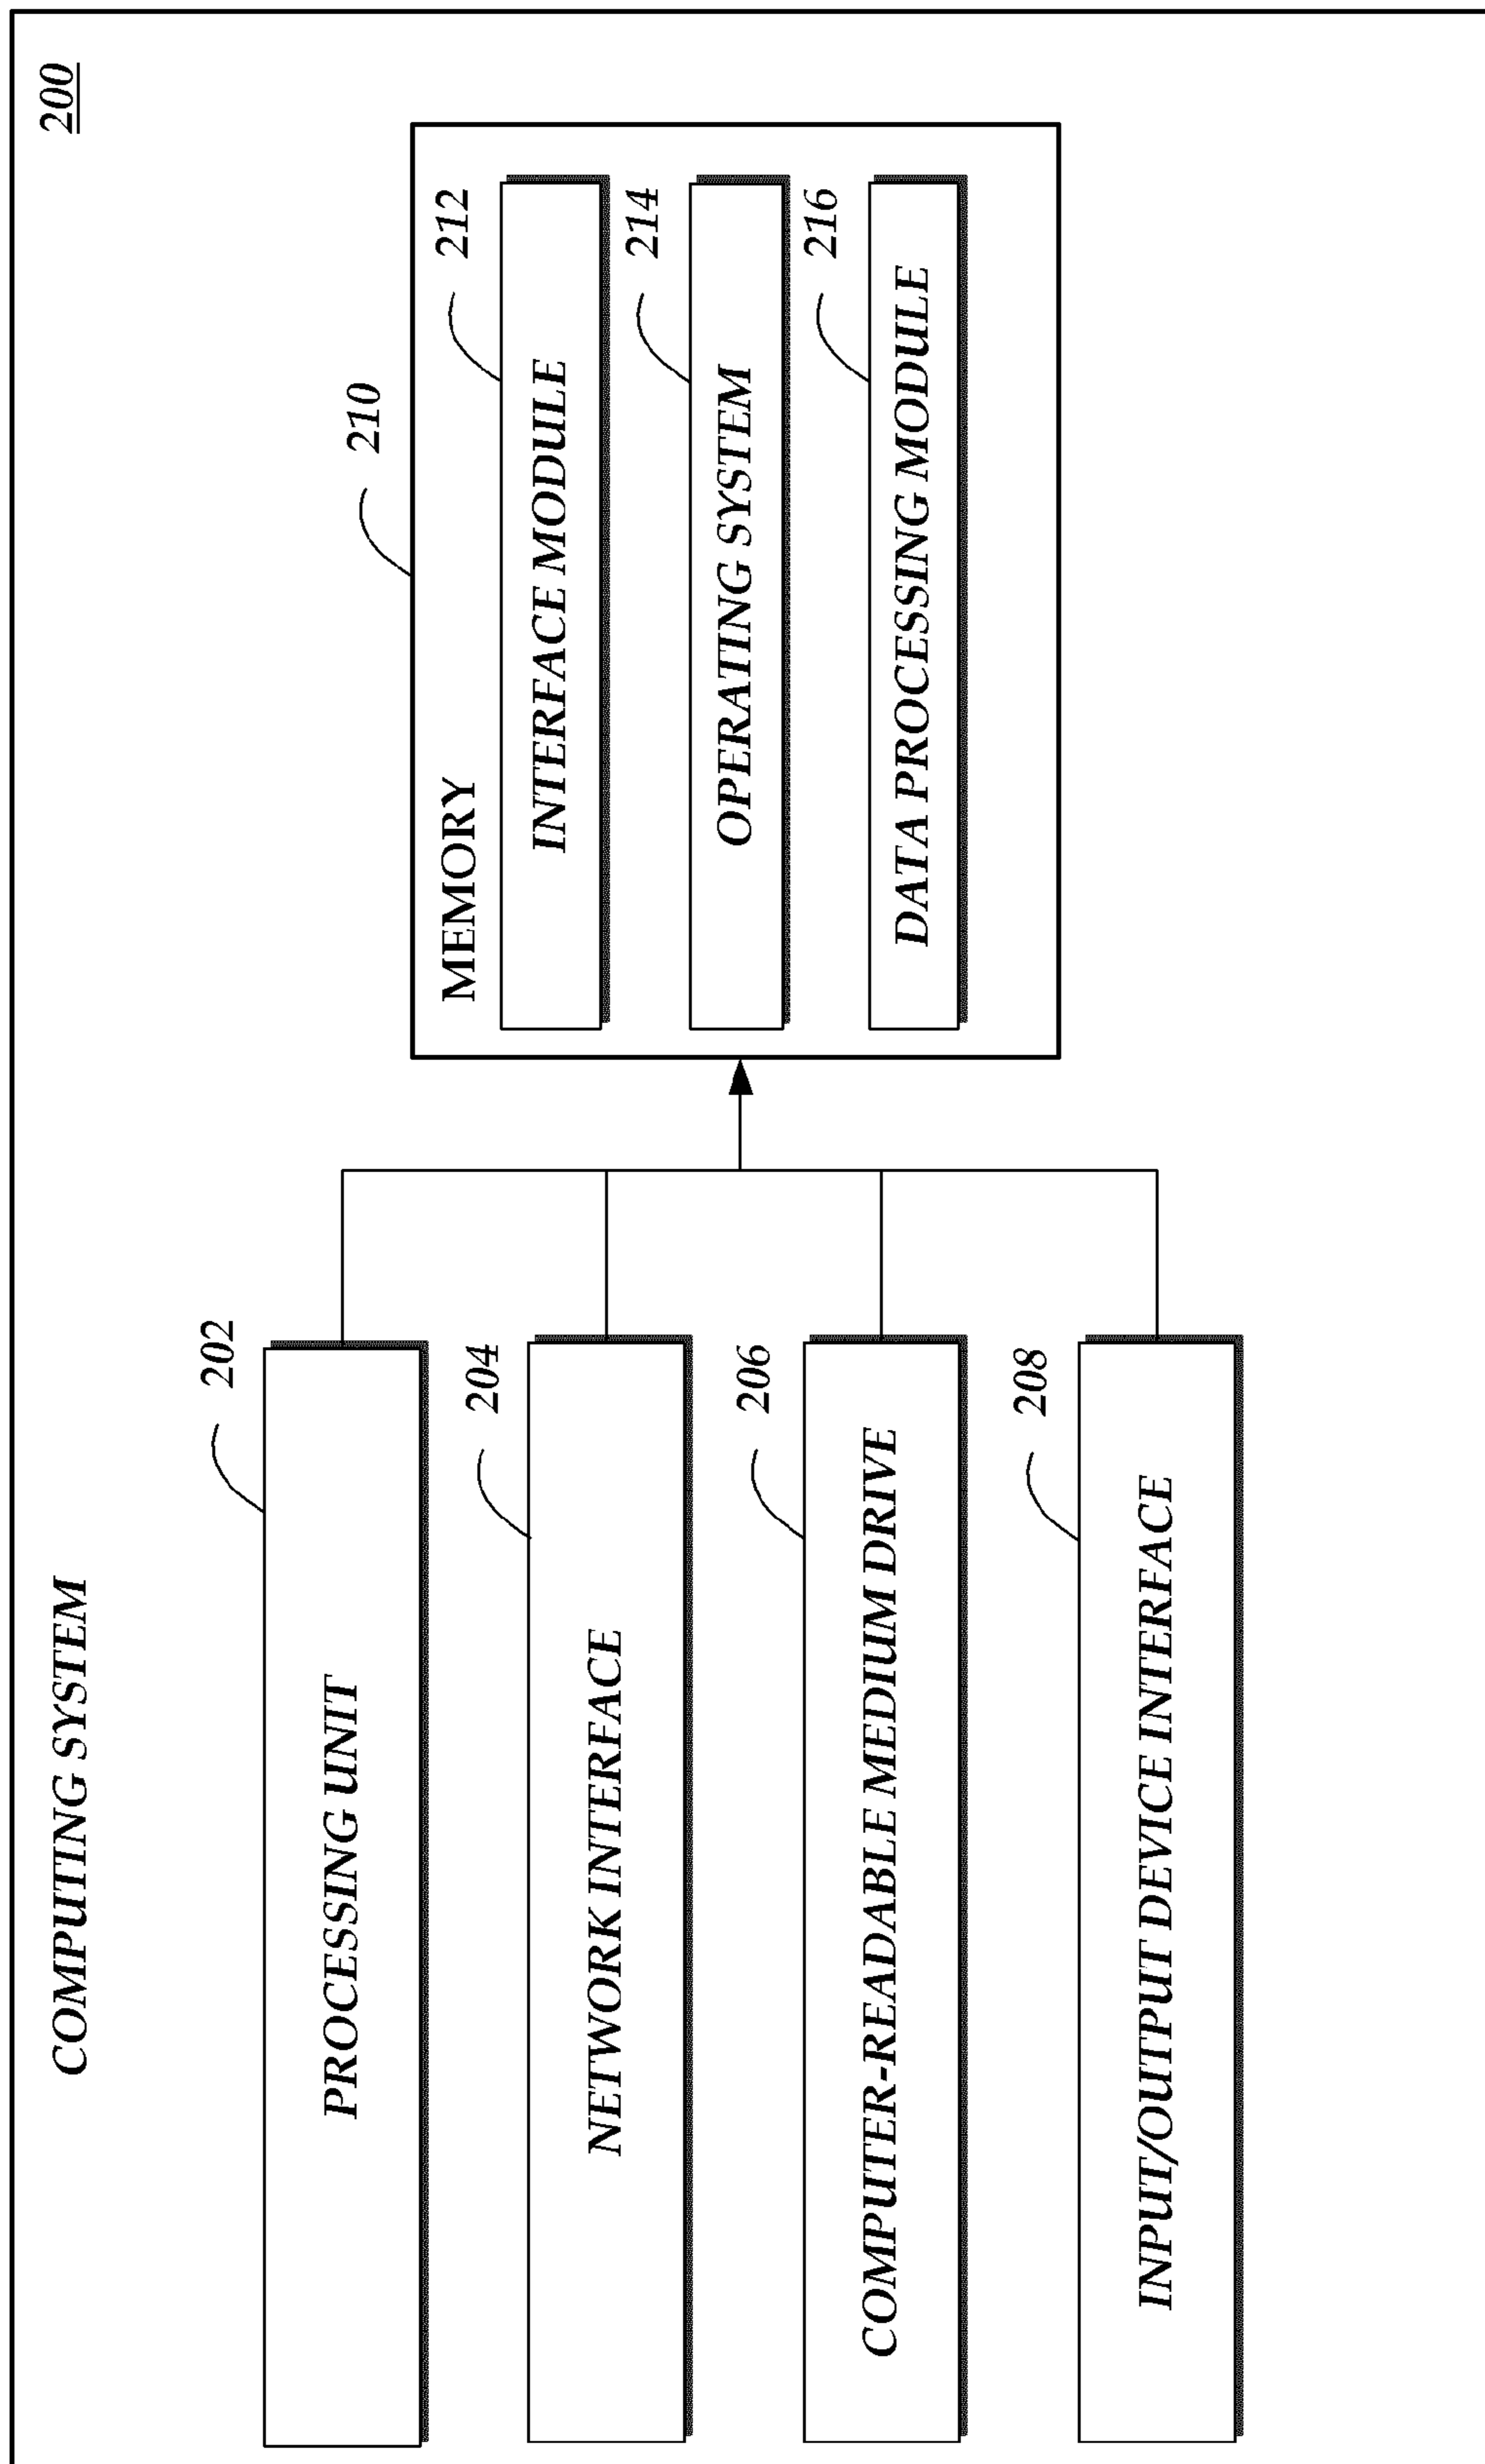 COMPUTING SYSTEM
200
202
PROCESSING UNIT
204
NETWORK INTERFACE
206
COMPUTER-READABLE MEDIUM DRIVE
208
INPUT/OUTPUT DEVICE INTERFACE
210
MEMORY
212
INTERFACE MODULE
214
OPERATING SYSTEM
216
DATA PROCESSING MODULE